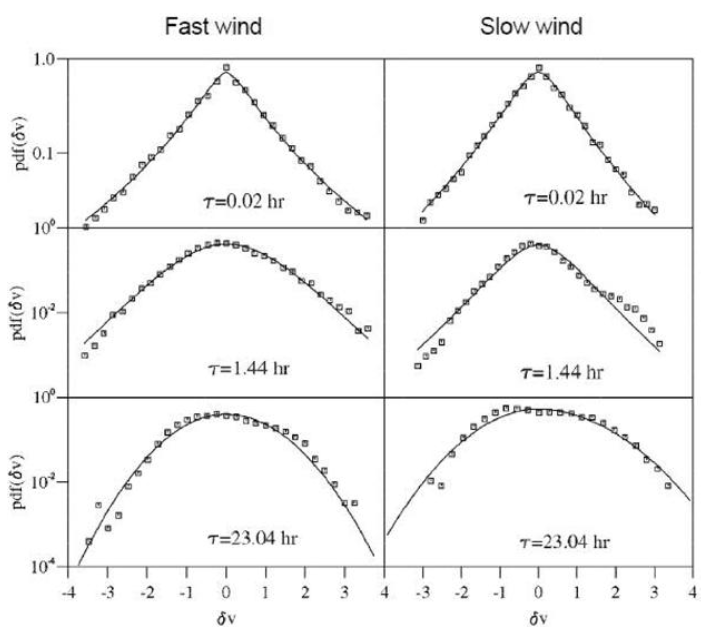 Fast wind
Slow wind
1.0
pdf(δv)
0.1
τ=0.02 hr
τ=0.02 hr
10⁰
pdf(δv)
10⁻²
τ=1.44 hr
τ=1.44 hr
10⁰
pdf(δv)
10⁻²
τ=23.04 hr
τ=23.04 hr
10⁻⁴
-4 -3 -2 -1 0 1 2 3 -4 -3 -2 -1 0 1 2 3 4
δv δv